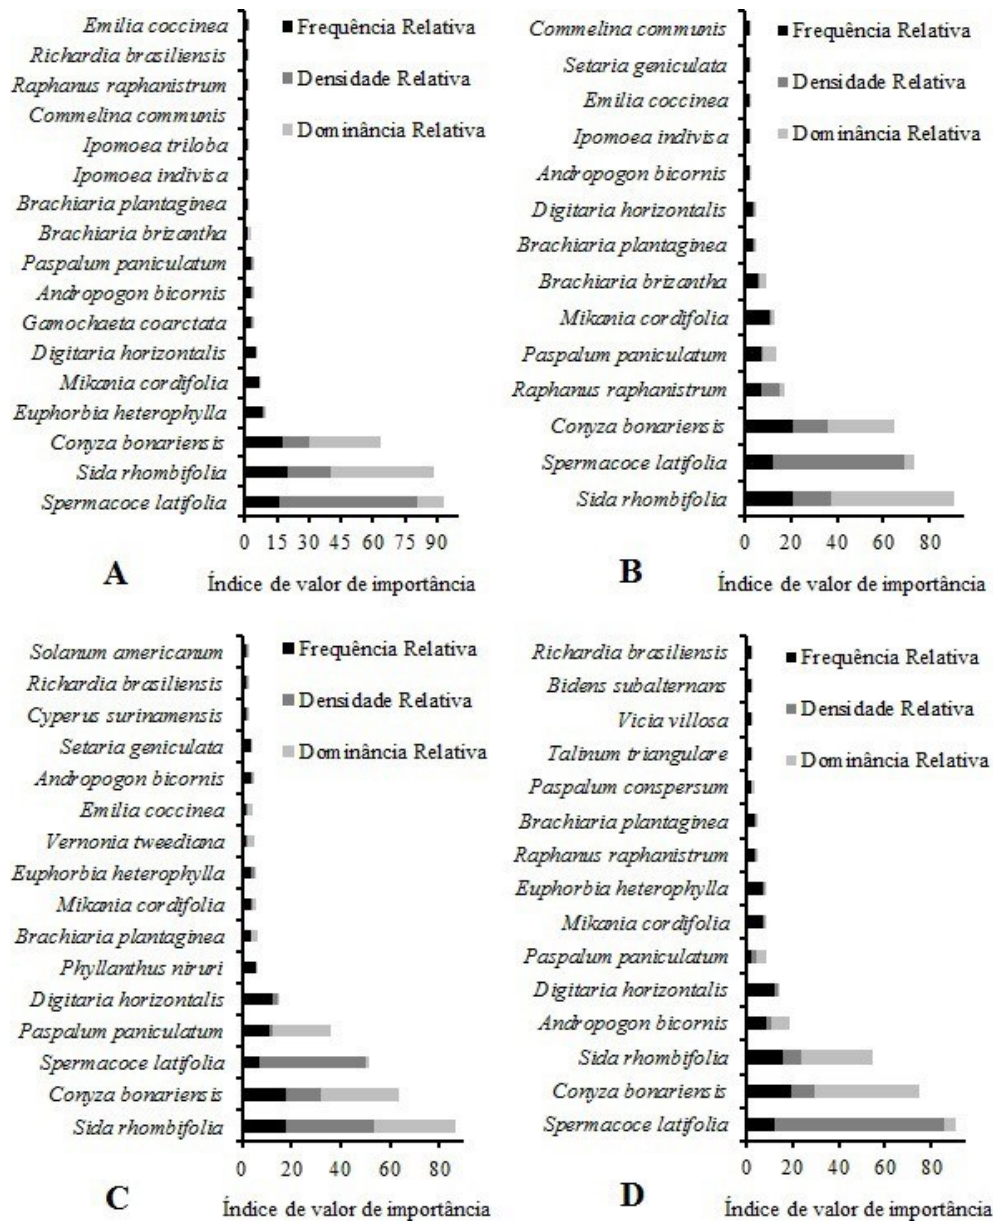 Emilia coccinea
Richardia brasiliensis
Raphanus raphanistrum
Commelina communis
Ipomoea triloba
Ipomoea indivisa
Brachiaria plantaginea
Brachiaria brizantha
Paspalum paniculatum
Andropogon bicornis
Gamochaeta coarctata
Digitaria horizontalis
Mikania cordifolia
Euphorbia heterophylla
Conyza bonariensis
Sida rhombifolia
Spermacoce latifolia
Frequência Relativa
Densidade Relativa
Dominância Relativa
0 15 30 45 60 75 90
A
Índice de valor de importância
Commelina communis
Setaria geniculata
Emilia coccinea
Ipomoea indivisa
Andropogon bicornis
Digitaria horizontalis
Brachiaria plantaginea
Brachiaria brizantha
Mikania cordifolia
Paspalum paniculatum
Raphanus raphanistrum
Conyza bonariensis
Spermacoce latifolia
Sida rhombifolia
Frequência Relativa
Densidade Relativa
Dominância Relativa
0 20 40 60 80
B
Índice de valor de importância
Solanum americanum
Richardia brasiliensis
Cyperus surinamensis
Setaria geniculata
Andropogon bicornis
Emilia coccinea
Vernonia tweediana
Euphorbia heterophylla
Mikania cordifolia
Brachiaria plantaginea
Phyllanthus niruri
Digitaria horizontalis
Paspalum paniculatum
Spermacoce latifolia
Conyza bonariensis
Sida rhombifolia
Frequência Relativa
Densidade Relativa
Dominância Relativa
0 20 40 60 80
C
Índice de valor de importância
Richardia brasiliensis
Bidens subalternans
Vicia villosa
Talinum triangulare
Paspalum conspersum
Brachiaria plantaginea
Raphanus raphanistrum
Euphorbia heterophylla
Mikania cordifolia
Paspalum paniculatum
Digitaria horizontalis
Andropogon bicornis
Sida rhombifolia
Conyza bonariensis
Spermacoce latifolia
Frequência Relativa
Densidade Relativa
Dominância Relativa
0 20 40 60 80
D
Índice de valor de importância